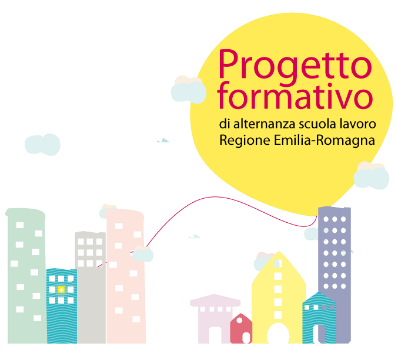 Progetto
formativo
di alternanza scuola lavoro
Regione Emilia-Romagna